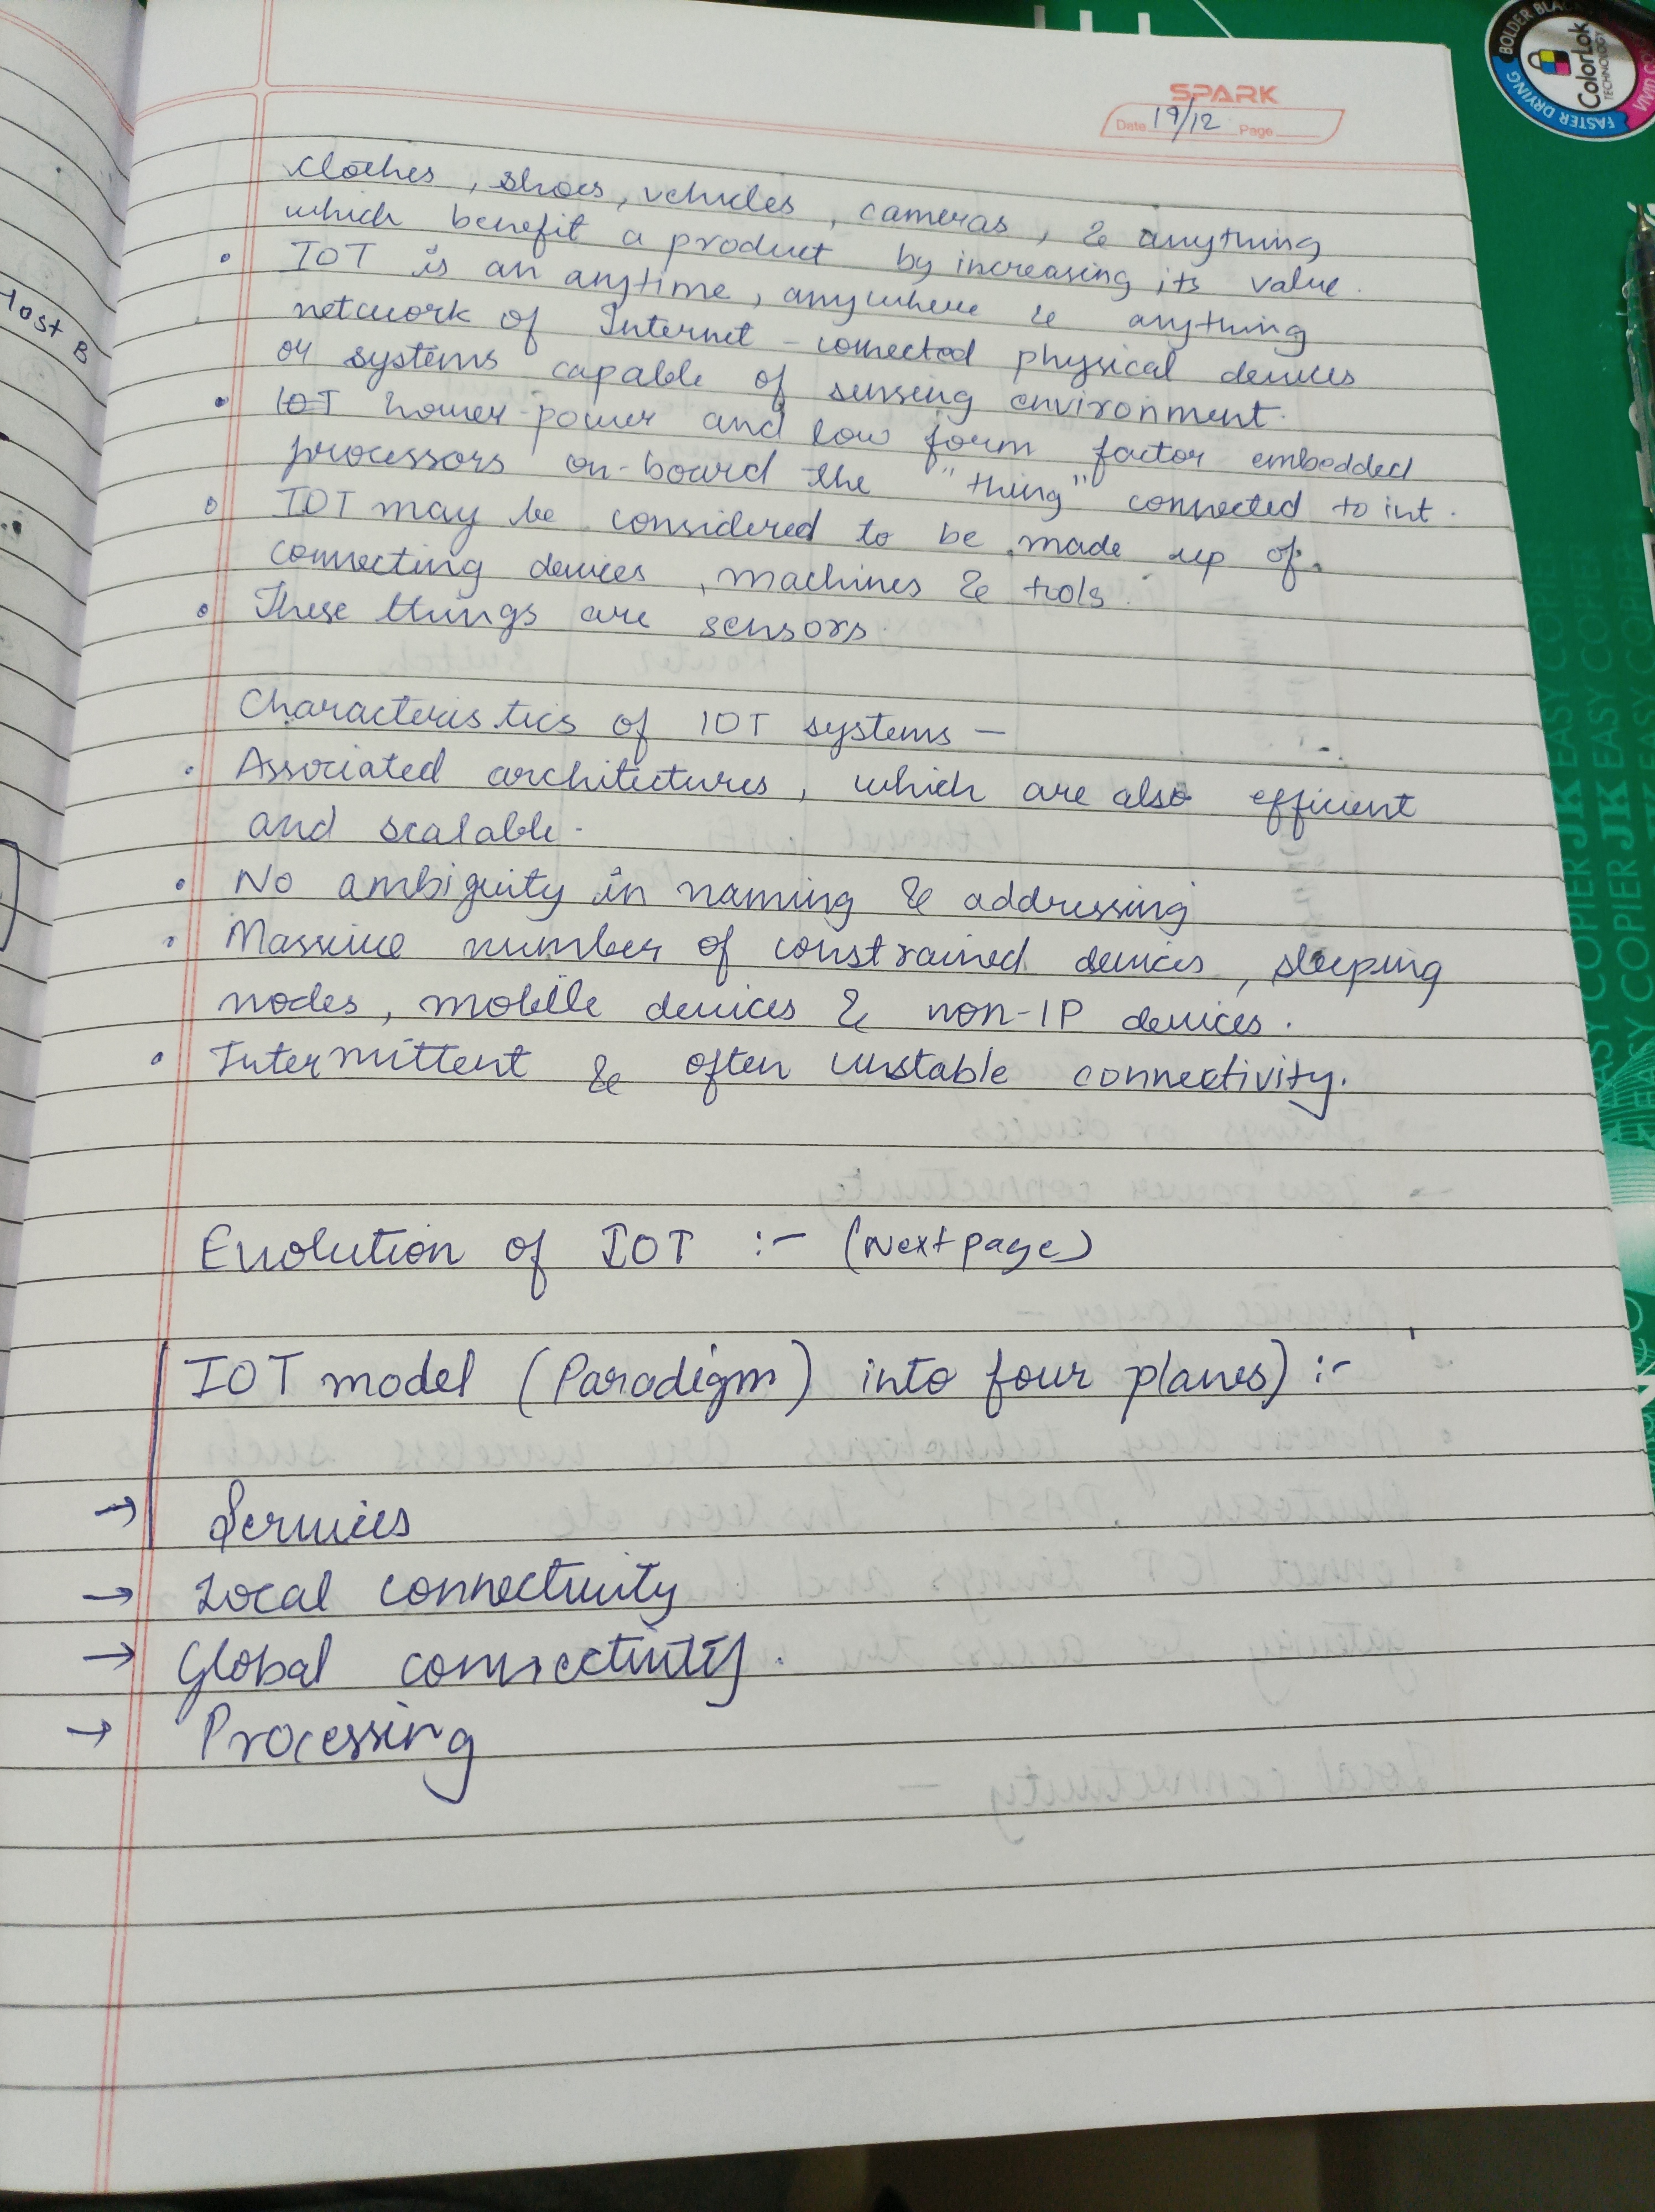 SPARK
Date 19/12 Page
clothes, shoes, vehicles, cameras, & anything
which benefit a product by increasing its value.
• IOT is an anytime, anywhere & anything
network of Internet-connected physical devices
or systems capable of sensing environment.
• IOT power and low form factor embedded
processors on-board the "thing" connected to int.
• IOT may be considered to be made up of
connecting devices, machines & tools.
• These things are sensors.
Characteristics of IOT systems –
• Associated architectures, which are also efficient
and scalable.
• No ambiguity in naming & addressing
• Massive number of constrained devices, sleeping
nodes, mobile devices & non-IP devices.
• Intermittent & often unstable connectivity.
Evolution of IOT :- (Next page)
IOT model (Paradigm) into four planes) :-
→ Services
→ Local connectivity
→ Global connectivity.
→ Processing
Host B
BOLDER BLACK
ColorLok
TECHNOLOGY
FASTER DRYING
JK EASY COPIER